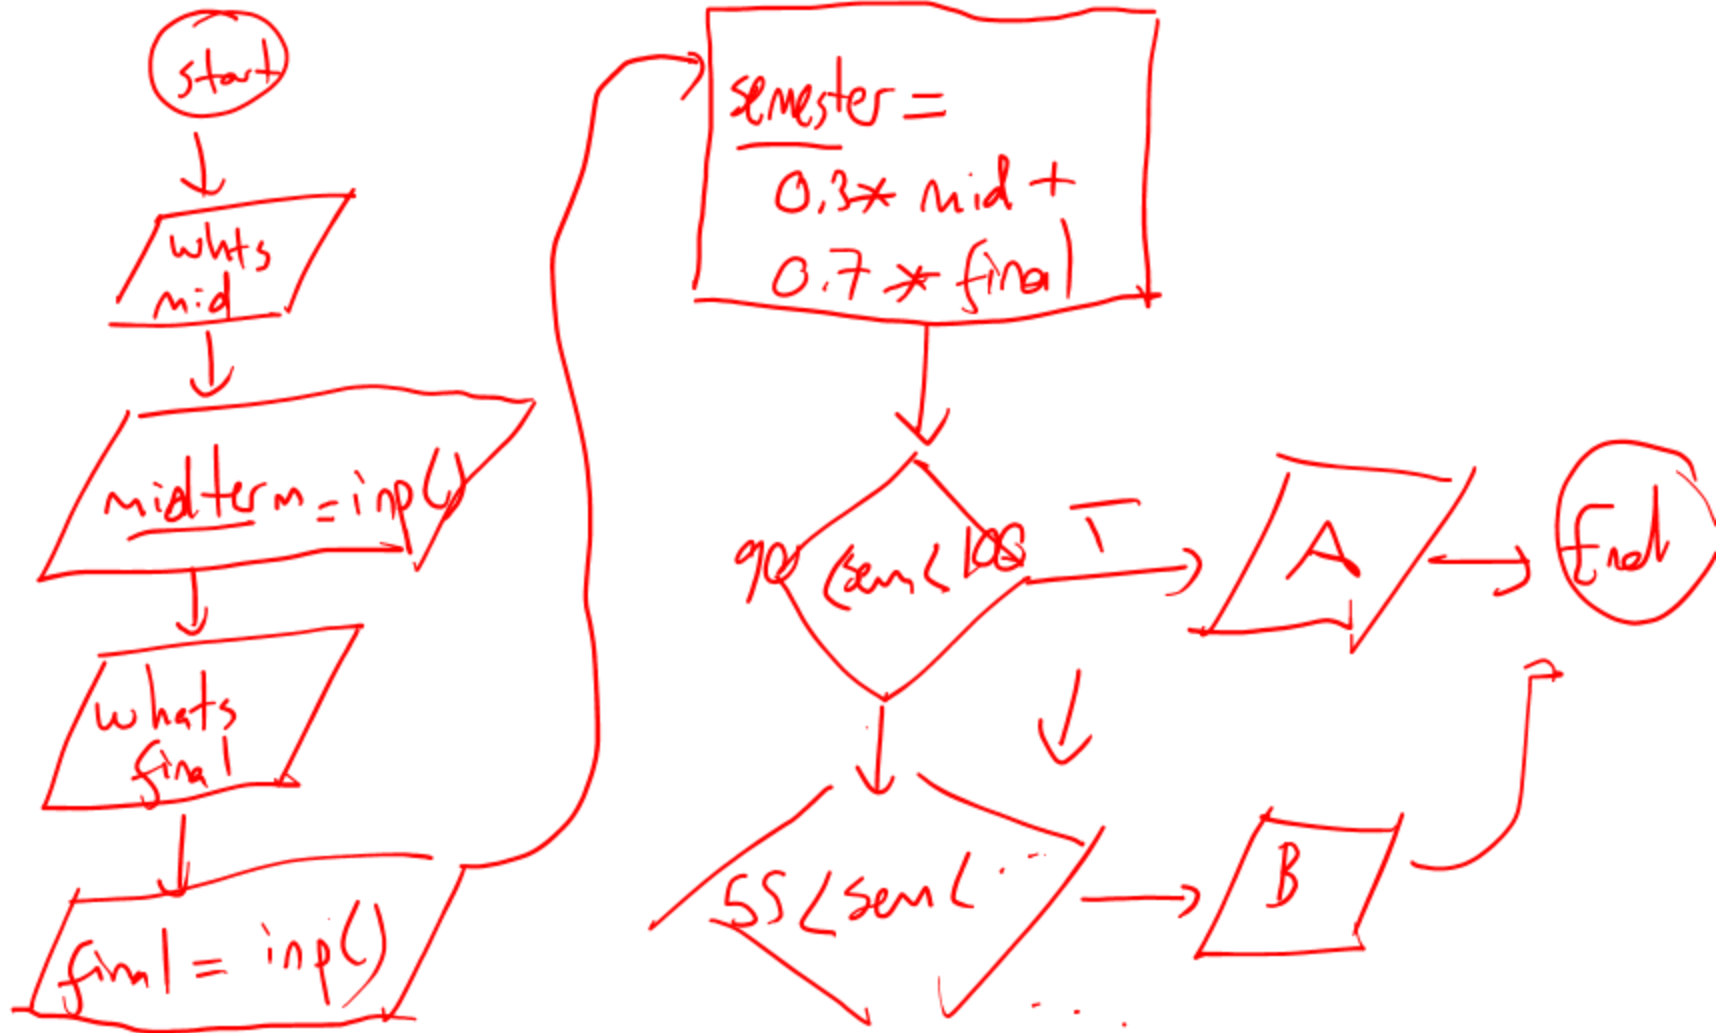 start
whts
mid
midterm = inp()
whats
final
final = inp()
semester =
0.3* mid +
0.7 * final
90 < sem < 100
T
A
End
55 < sem < ...
B
...